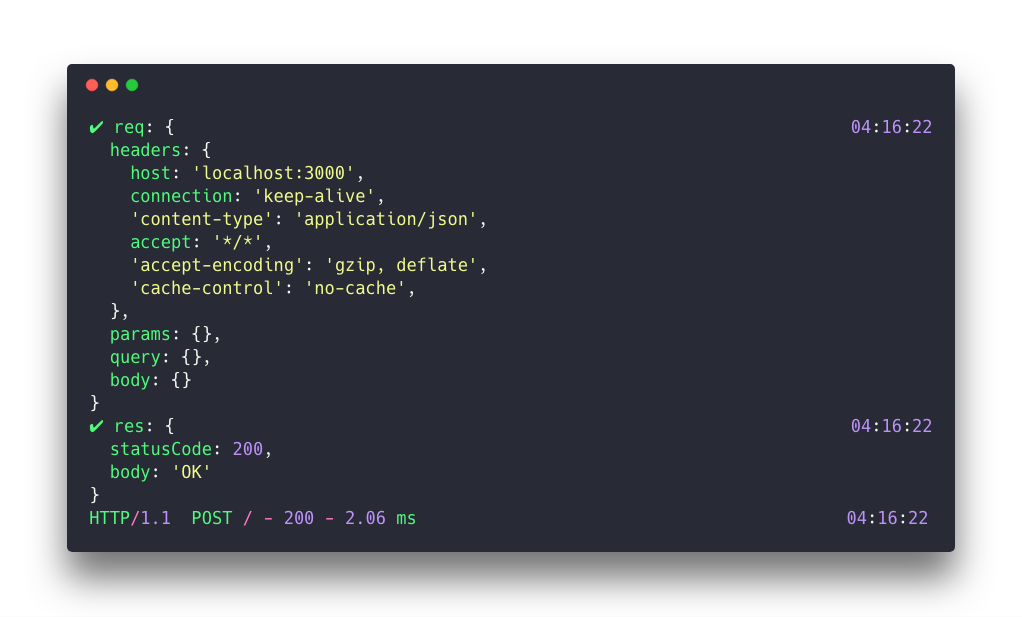 ✔ req: { 04:16:22
  headers: {
    host: 'localhost:3000',
    connection: 'keep-alive',
    'content-type': 'application/json',
    accept: '*/*',
    'accept-encoding': 'gzip, deflate',
    'cache-control': 'no-cache',
  },
  params: {},
  query: {},
  body: {}
}
✔ res: { 04:16:22
  statusCode: 200,
  body: 'OK'
}
HTTP/1.1  POST / - 200 - 2.06 ms 04:16:22